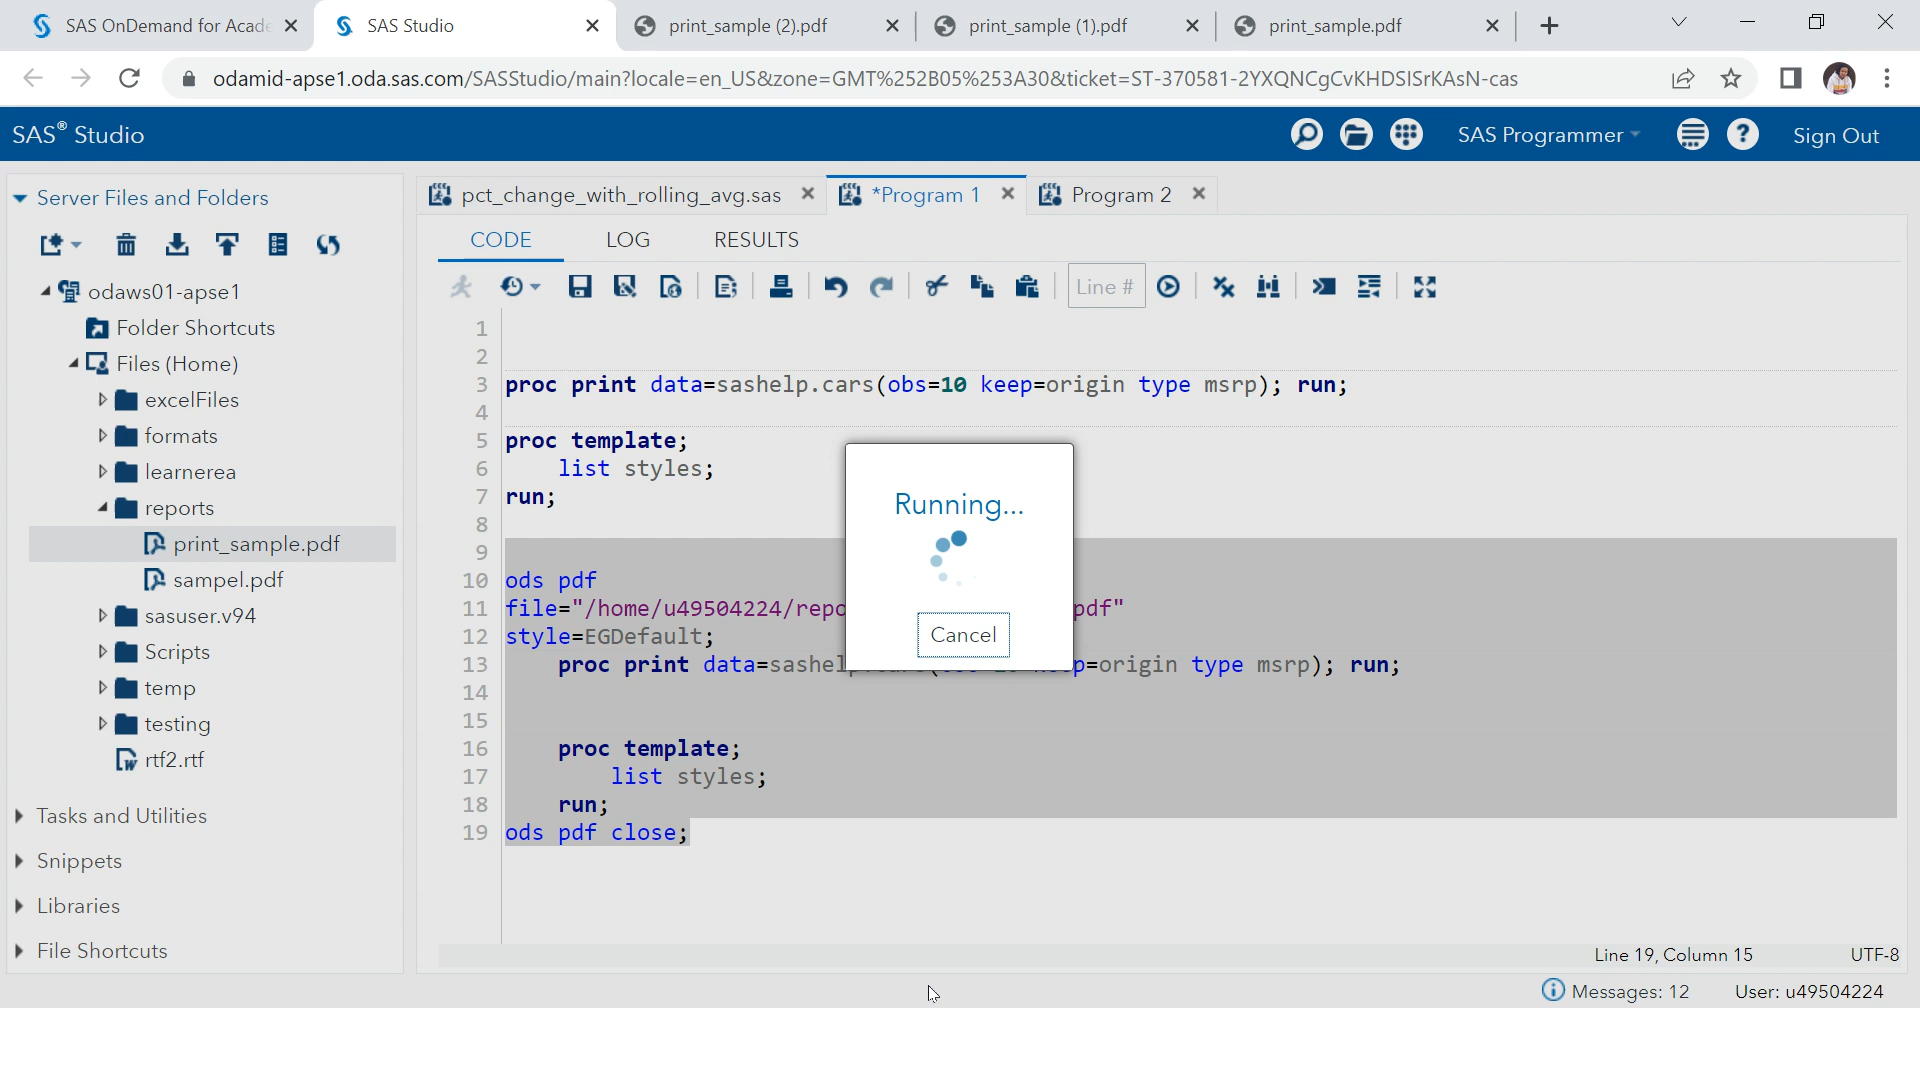 SAS OnDemand for Acade
SAS Studio
print_sample (2).pdf
print_sample (1).pdf
print_sample.pdf
odamid-apse1.oda.sas.com/SASStudio/main?locale=en_US&zone=GMT%252B05%253A30&ticket=ST-370581-2YXQNCgCvKHDSISrKAsN-cas
SAS® Studio
SAS Programmer
Sign Out
Server Files and Folders
odaws01-apse1
Folder Shortcuts
Files (Home)
excelFiles
formats
learnerea
reports
print_sample.pdf
sampel.pdf
sasuser.v94
Scripts
temp
testing
rtf2.rtf
Tasks and Utilities
Snippets
Libraries
File Shortcuts
pct_change_with_rolling_avg.sas
*Program 1
Program 2
CODE
LOG
RESULTS
Line #
1
2
3 proc print data=sashelp.cars(obs=10 keep=origin type msrp); run;
4
5 proc template;
6 list styles;
7 run;
8
9
10 ods pdf
11 file="/home/u49504224/repo pdf"
12 style=EGDefault;
13 proc print data=sashel p=origin type msrp); run;
14
15
16 proc template;
17 list styles;
18 run;
19 ods pdf close;
Running...
Cancel
Line 19, Column 15
UTF-8
Messages: 12
User: u49504224